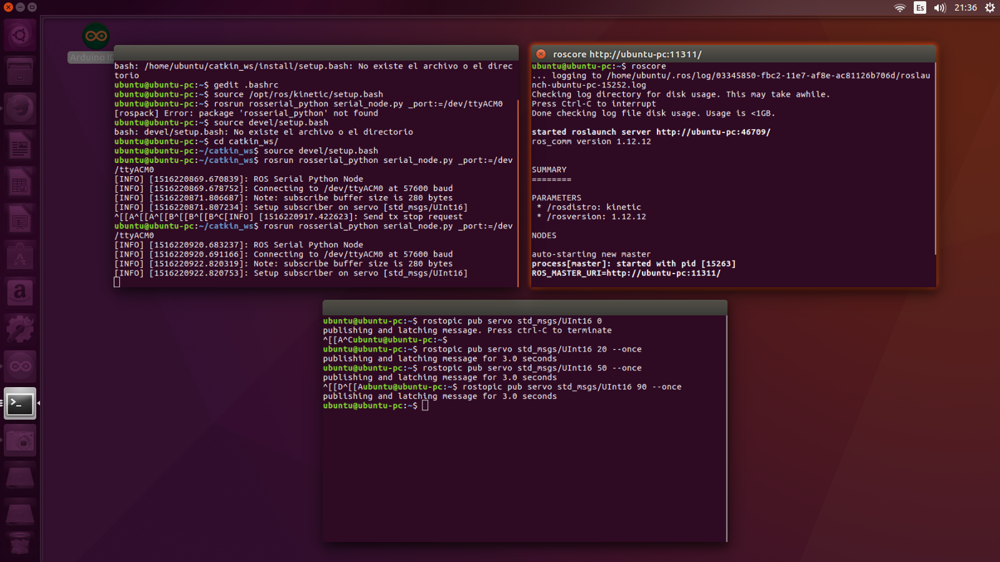 Es
21:36
Arduino ID
bash: /home/ubuntu/catkin_ws/install/setup.bash: No existe el archivo o el direc
torio
ubuntu@ubuntu-pc:~$ gedit .bashrc
ubuntu@ubuntu-pc:~$ source /opt/ros/kinetic/setup.bash
ubuntu@ubuntu-pc:~$ rosrun rosserial_python serial_node.py _port:=/dev/ttyACM0
[rospack] Error: package 'rosserial_python' not found
ubuntu@ubuntu-pc:~$ source devel/setup.bash
bash: devel/setup.bash: No existe el archivo o el directorio
ubuntu@ubuntu-pc:~$ cd catkin_ws/
ubuntu@ubuntu-pc:~/catkin_ws$ source devel/setup.bash
ubuntu@ubuntu-pc:~/catkin_ws$ rosrun rosserial_python serial_node.py _port:=/dev
/ttyACM0
[INFO] [1516220869.670839]: ROS Serial Python Node
[INFO] [1516220869.678752]: Connecting to /dev/ttyACM0 at 57600 baud
[INFO] [1516220871.806687]: Note: subscribe buffer size is 280 bytes
[INFO] [1516220871.807234]: Setup subscriber on servo [std_msgs/UInt16]
^[[A^[[A^[[B^[[B^[[B^C[INFO] [1516220917.422623]: Send tx stop request
ubuntu@ubuntu-pc:~/catkin_ws$ rosrun rosserial_python serial_node.py _port:=/dev
/ttyACM0
[INFO] [1516220920.683237]: ROS Serial Python Node
[INFO] [1516220920.691166]: Connecting to /dev/ttyACM0 at 57600 baud
[INFO] [1516220922.820319]: Note: subscribe buffer size is 280 bytes
[INFO] [1516220922.820753]: Setup subscriber on servo [std_msgs/UInt16]
roscore http://ubuntu-pc:11311/
ubuntu@ubuntu-pc:~$ roscore
... logging to /home/ubuntu/.ros/log/03345850-fbc2-11e7-af8e-ac81126b706d/roslau
nch-ubuntu-pc-15252.log
Checking log directory for disk usage. This may take awhile.
Press Ctrl-C to interrupt
Done checking log file disk usage. Usage is <1GB.
started roslaunch server http://ubuntu-pc:46709/
ros_comm version 1.12.12
SUMMARY
========
PARAMETERS
* /rosdistro: kinetic
* /rosversion: 1.12.12
NODES
auto-starting new master
process[master]: started with pid [15263]
ROS_MASTER_URI=http://ubuntu-pc:11311/
ubuntu@ubuntu-pc:~$ rostopic pub servo std_msgs/UInt16 0
publishing and latching message. Press ctrl-C to terminate
^[[A^Cubuntu@ubuntu-pc:~$
ubuntu@ubuntu-pc:~$ rostopic pub servo std_msgs/UInt16 20 --once
publishing and latching message for 3.0 seconds
ubuntu@ubuntu-pc:~$ rostopic pub servo std_msgs/UInt16 50 --once
publishing and latching message for 3.0 seconds
^[[D^[[Aubuntu@ubuntu-pc:~$ rostopic pub servo std_msgs/UInt16 90 --once
publishing and latching message for 3.0 seconds
ubuntu@ubuntu-pc:~$